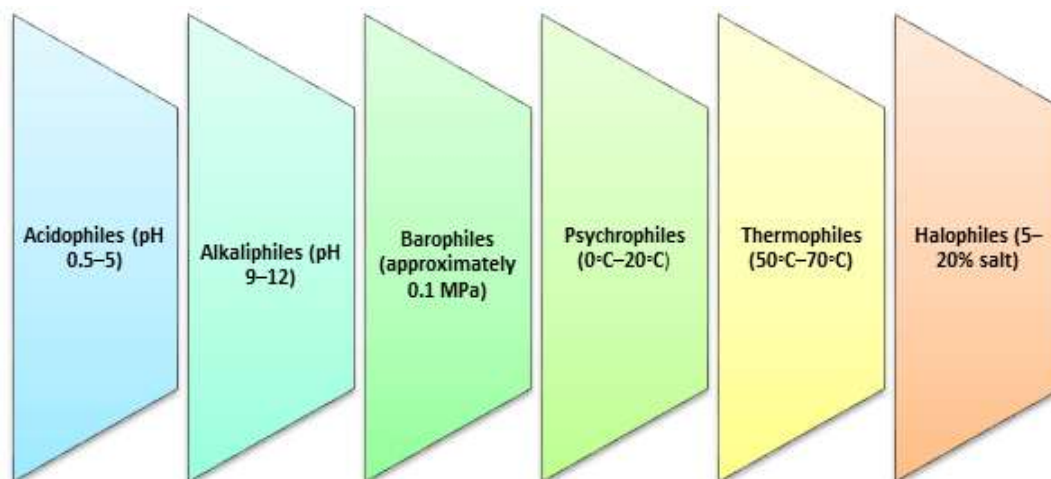 Acidophiles (pH
0.5–5)
Alkaliphiles (pH
9–12)
Barophiles
(approximately
0.1 MPa)
Psychrophiles
(0◦C–20◦C)
Thermophiles
(50◦C–70◦C)
Halophiles (5–
20% salt)